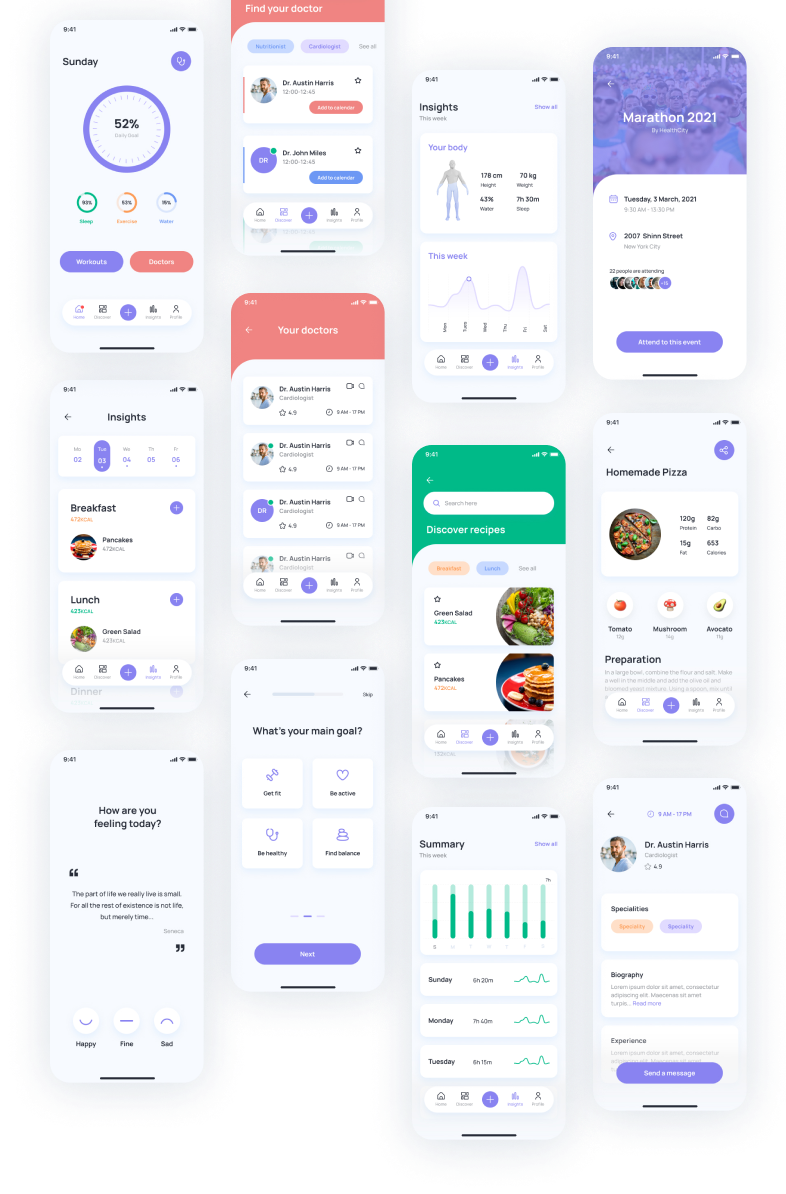 9:41
Sunday
52%
Daily Goal
93%
93%
15%
Sleep
Exercise
Water
Workouts
Doctors
Home
Discover
Insights
Profile
9:41
Insights
Mo
Tue
We
Th
Fr
02
03
04
05
06
Breakfast
472KCAL
Pancakes
472KCAL
Lunch
423KCAL
Green Salad
423KCAL
Home
Discover
Insights
Profile
Dinner
9:41
How are you
feeling today?
“
The part of life we really live is small.
For all the rest of existence is not life,
but merely time...
Seneca
”
Happy
Fine
Sad
Find your doctor
Nutritionist
Cardiologist
See all
Dr. Austin Harris
12:00-12:45
Add to calendar
DR
Dr. John Miles
12:00-12:45
Add to calendar
Home
Discover
Insights
Profile
12:00-12:45
9:41
Your doctors
Dr. Austin Harris
Cardiologist
4.9
9 AM - 17 PM
Dr. Austin Harris
Cardiologist
4.9
9 AM - 17 PM
DR
Dr. Austin Harris
Cardiologist
4.9
9 AM - 17 PM
Dr. Austin Harris
Cardiologist
Home
Discover
Insights
Profile
9:41
Skip
What's your main goal?
Get fit
Be active
Be healthy
Find balance
Next
9:41
Insights
Show all
This week
Your body
178 cm
70 kg
Height
Weight
43%
7h 30m
Water
Sleep
This week
Mon
Tues
Wed
Thu
Fri
Sat
Home
Discover
Insights
Profile
9:41
Search here
Discover recipes
Breakfast
Lunch
See all
Green Salad
423KCAL
Pancakes
472KCAL
Home
Discover
Insights
Profile
9:41
Summary
Show all
This week
7h
S
M
T
W
T
F
S
Sunday
6h 20m
Monday
7h 40m
Tuesday
8h 15m
Home
Discover
Insights
Profile
9:41
Marathon 2021
By HealthCity
Tuesday, 3 March, 2021
9:30 AM - 13:30 PM
2007 Shinn Street
New York City
22 people are attending
+15
Attend to this event
9:41
Homemade Pizza
120g
82g
Protein
Carbo
15g
653
Fat
Calories
Tomato
Mushroom
Avocato
12g
14g
11g
Preparation
In a large bowl, combine the flour and salt. Make
a well in the middle and add the olive oil and
Home
Discover
Insights
Profile
9:41
9 AM - 17 PM
Dr. Austin Harris
Cardiologist
4.9
Specialities
Speciality
Speciality
Biography
Lorem ipsum dolor sit amet, consectetur
adipiscing elit. Maecenas sit amet
turpis... Read more
Experience
Lorem ipsum dolor sit amet, consectetur
Send a message